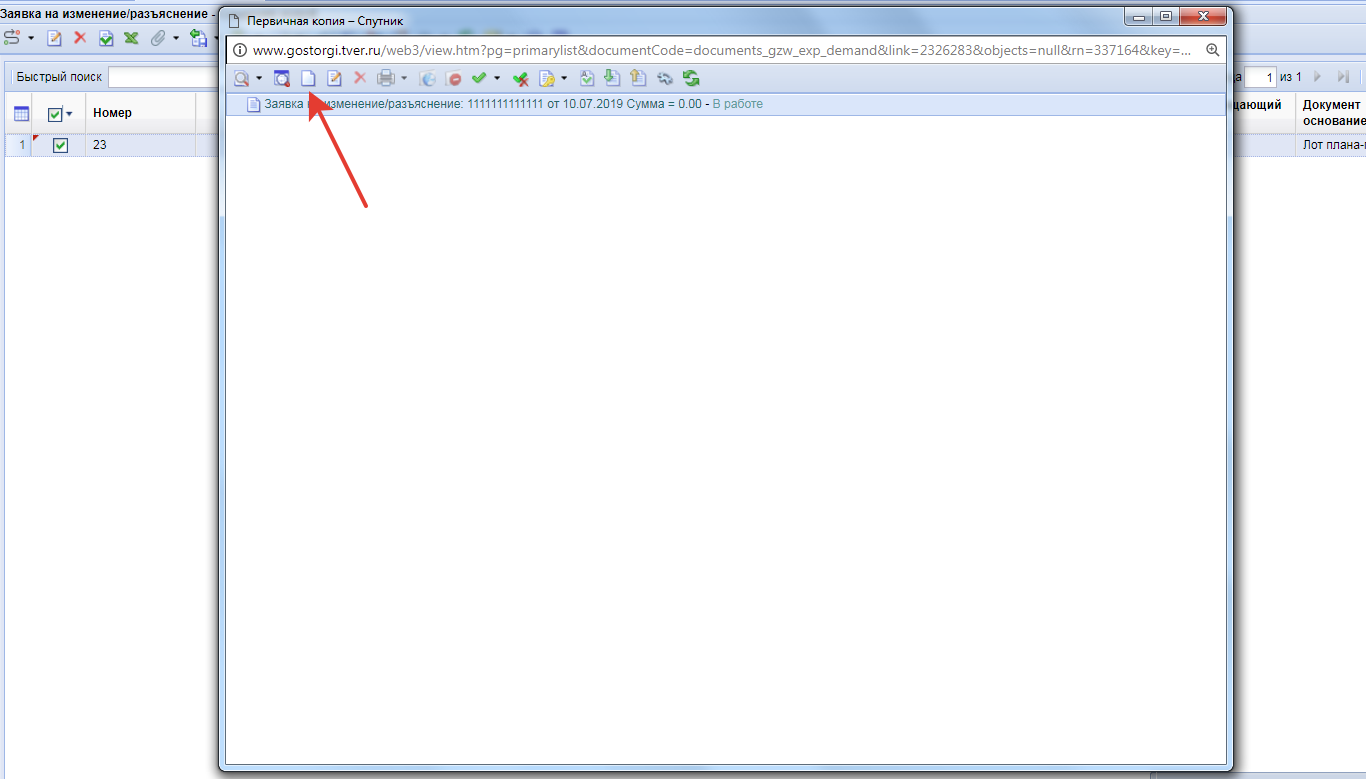 Заявка на изменение/разъяснение -
Первичная копия – Спутник
www.gostorgi.tver.ru/web3/view.htm?pg=primarylist&documentCode=documents_gzw_exp_demand&link=2326283&objects=null&rn=337164&key=...
Быстрый поиск
1 из 1
Заявка изменение/разъяснение: 1111111111111 от 10.07.2019 Сумма = 0.00 - В работе
Номер
Документ
основание
1 23
Лот плана-